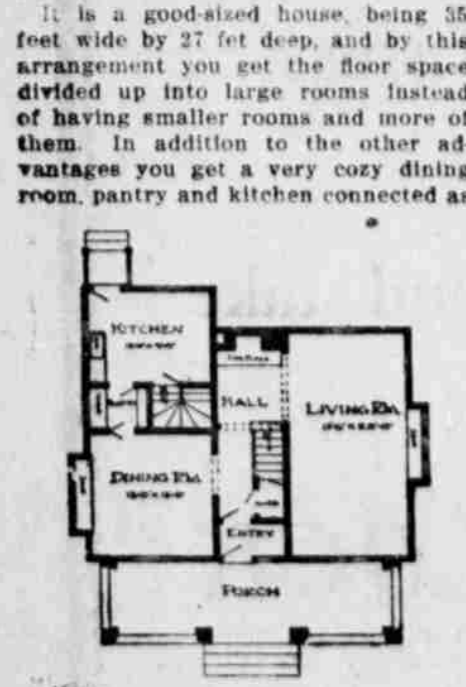 It is a good-sized house, being 35
feet wide by 27 fet deep, and by this
arrangement you get the floor space
divided up into large rooms instead
of having smaller rooms and more of
them. In addition to the other ad-
vantages you get a very cozy dining
room, pantry and kitchen connected as
KITCHEN
HALL
LIVING RM
DINING RM
ENTRY
PORCH